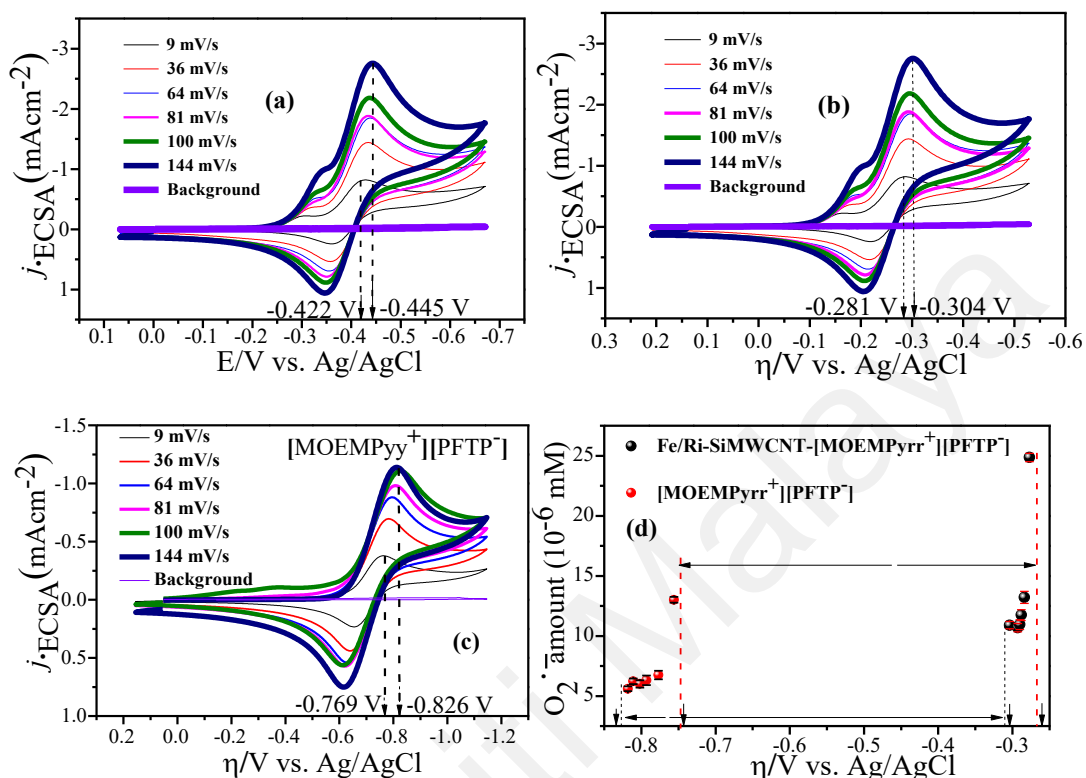 9 mV/s
36 mV/s
64 mV/s
81 mV/s
100 mV/s
144 mV/s
Background
(a)
-3
-2
-1
0
1
j·ECSA(mAcm⁻²
-0.422 V
-0.445 V
0.1 0.0 -0.1 -0.2 -0.3 -0.4 -0.5 -0.6 -0.7
E/V vs. Ag/AgCl
9 mV/s
36 mV/s
64 mV/s
81 mV/s
100 mV/s
144 mV/s
Background
(b)
-3
-2
-1
0
1
j·ECSA(mAcm⁻²
-0.281 V
-0.304 V
0.3 0.2 0.1 0.0 -0.1 -0.2 -0.3 -0.4 -0.5 -0.6
η/V vs. Ag/AgCl
9 mV/s
36 mV/s
64 mV/s
81 mV/s
100 mV/s
144 mV/s
Background
[MOEMPyy⁺][PFTP⁻]
(c)
-1.5
-1.0
-0.5
0.0
0.5
1.0
j·ECSA(mAcm⁻²
-0.769 V
-0.826 V
0.2 0.0 -0.2 -0.4 -0.6 -0.8 -1.0 -1.2
η/V vs. Ag/AgCl
Fe/Ri-SiMWCNT-[MOEMPyrr⁺][PFTP⁻]
[MOEMPyrr⁺][PFTP⁻]
(d)
25
20
15
10
5
O₂·⁻amount (10⁻⁶ mM)
-0.8 -0.7 -0.6 -0.5 -0.4 -0.3
η/V vs. Ag/AgCl
iti Malaya